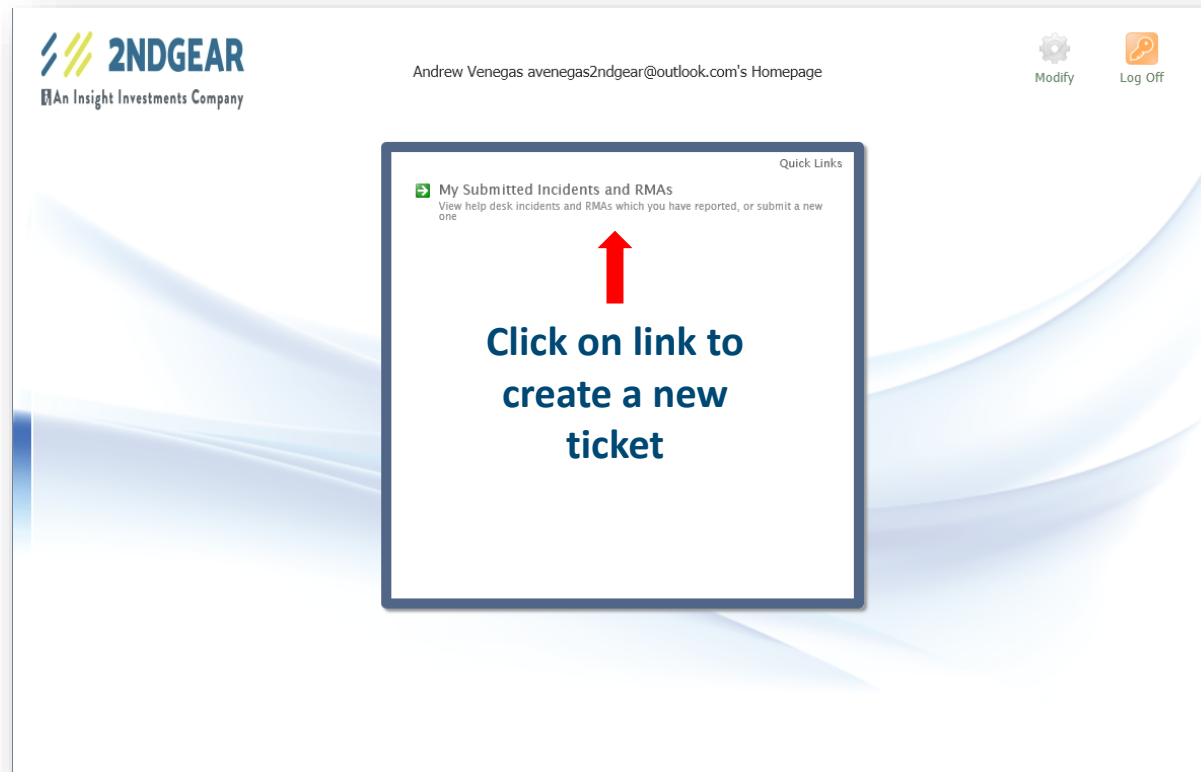 2NDGEAR
An Insight Investments Company
Andrew Venegas avenegas2ndgear@outlook.com's Homepage
Modify
Log Off
Quick Links
My Submitted Incidents and RMAs
View help desk incidents and RMAs which you have reported, or submit a new
one
Click on link to
create a new
ticket